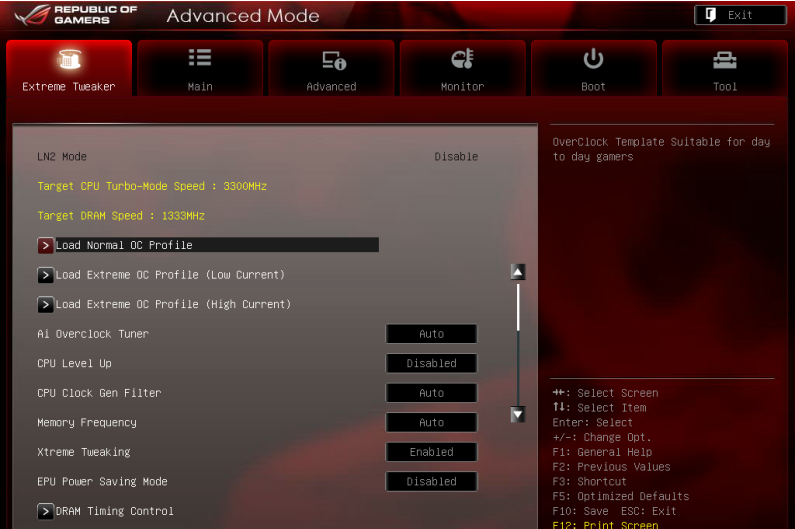 REPUBLIC OF
GAMERS
Advanced Mode
Exit
Extreme Tweaker
Main
Advanced
Monitor
Boot
Tool
LN2 Mode Disable
Target CPU Turbo-Mode Speed : 3300MHz
Target DRAM Speed : 1333MHz
> Load Normal OC Profile
> Load Extreme OC Profile (Low Current)
> Load Extreme OC Profile (High Current)
Ai Overclock Tuner Auto
CPU Level Up Disabled
CPU Clock Gen Filter Auto
Memory Frequency Auto
Xtreme Tweaking Enabled
EPU Power Saving Mode Disabled
> DRAM Timing Control
OverClock Template Suitable for day
to day gamers
→←: Select Screen
↑↓: Select Item
Enter: Select
+/-: Change Opt.
F1: General Help
F2: Previous Values
F3: Shortcut
F5: Optimized Defaults
F10: Save ESC: Exit
F12: Print Screen